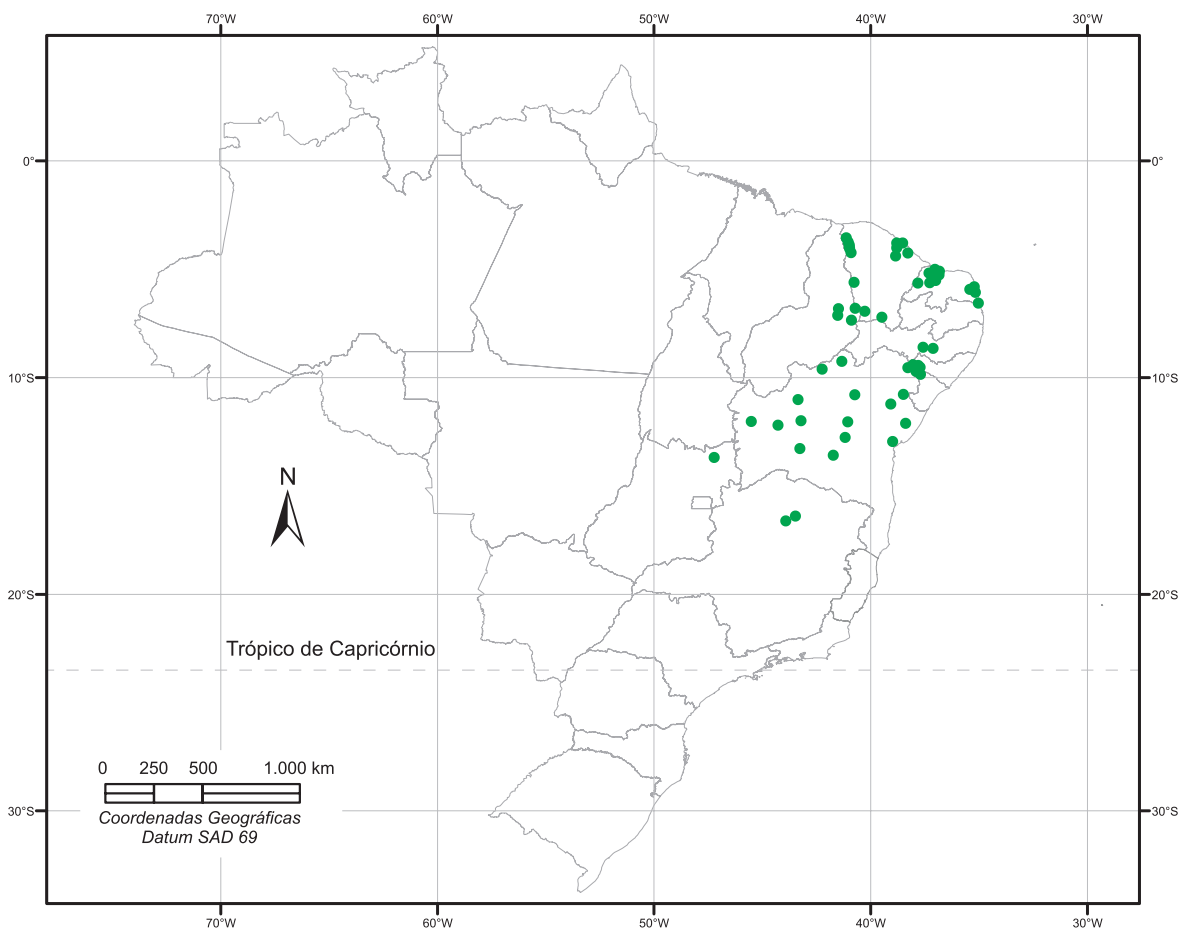 70°W 60°W 50°W 40°W 30°W
0° 0°
10°S 10°S
N
20°S 20°S
Trópico de Capricórnio
0 250 500 1.000 km
30°S 30°S
Coordenadas Geográficas
Datum SAD 69
70°W 60°W 50°W 40°W 30°W